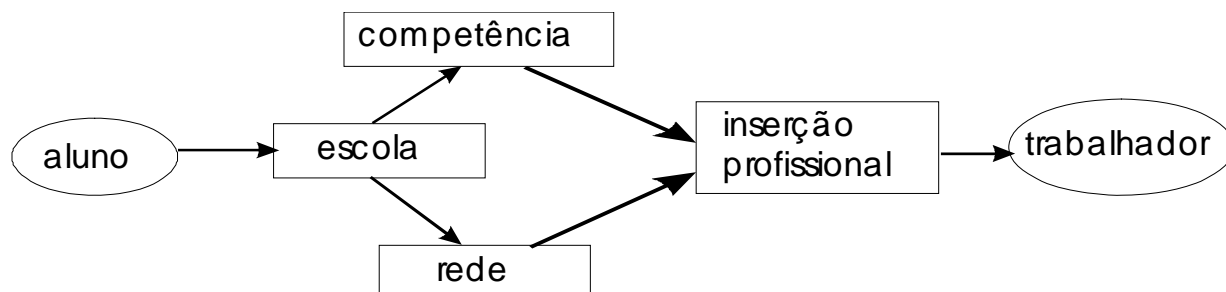 competência
aluno
escola
inserção
profissional
trabalhador
rede